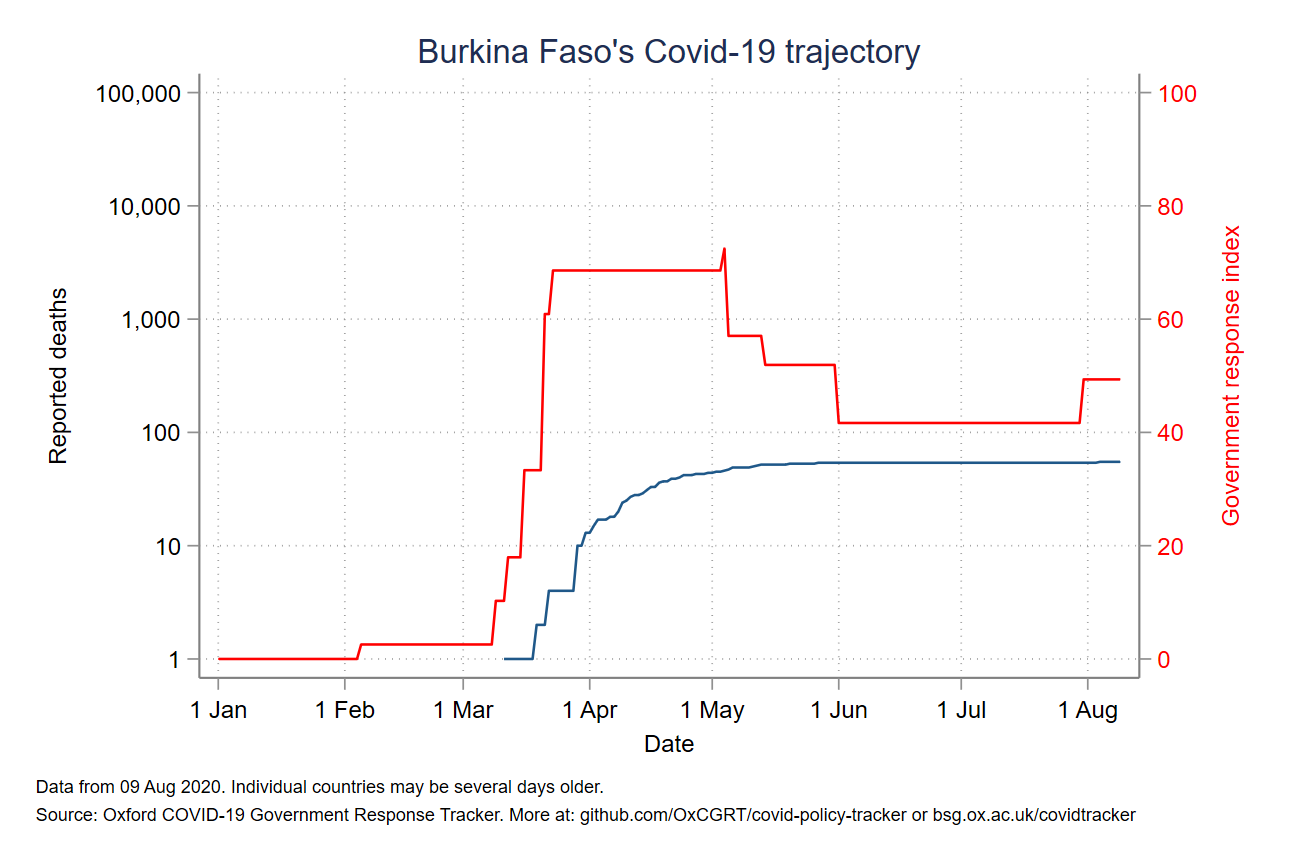 Burkina Faso's Covid-19 trajectory
100,000
10,000
1,000
100
10
1
Reported deaths
100
80
60
40
20
0
Government response index
1 Jan 1 Feb 1 Mar 1 Apr 1 May 1 Jun 1 Jul 1 Aug
Date
Data from 09 Aug 2020. Individual countries may be several days older.
Source: Oxford COVID-19 Government Response Tracker. More at: github.com/OxCGRT/covid-policy-tracker or bsg.ox.ac.uk/covidtracker